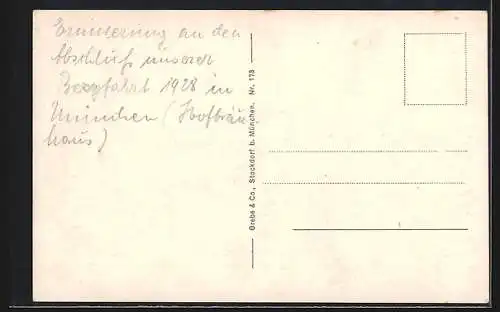 Erinnerung an den
Abschluß unserer
Bergfahrt 1928 in
München (Hofbräu
haus)
Grebe & Co., Stockdorf b. München. Nr. 173